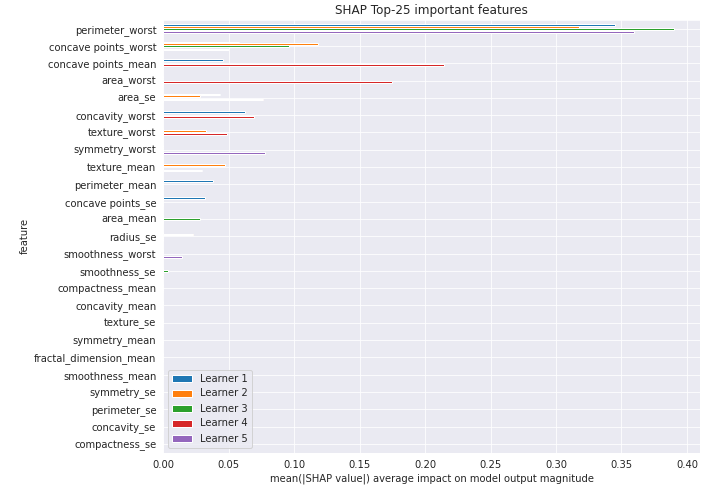 SHAP Top-25 important features
perimeter_worst
concave points_worst
concave points_mean
area_worst
area_se
concavity_worst
texture_worst
symmetry_worst
texture_mean
perimeter_mean
concave points_se
area_mean
radius_se
smoothness_worst
smoothness_se
compactness_mean
concavity_mean
texture_se
symmetry_mean
fractal_dimension_mean
smoothness_mean
symmetry_se
perimeter_se
concavity_se
compactness_se
feature
Learner 1
Learner 2
Learner 3
Learner 4
Learner 5
0.00 0.05 0.10 0.15 0.20 0.25 0.30 0.35 0.40
mean(|SHAP value|) average impact on model output magnitude